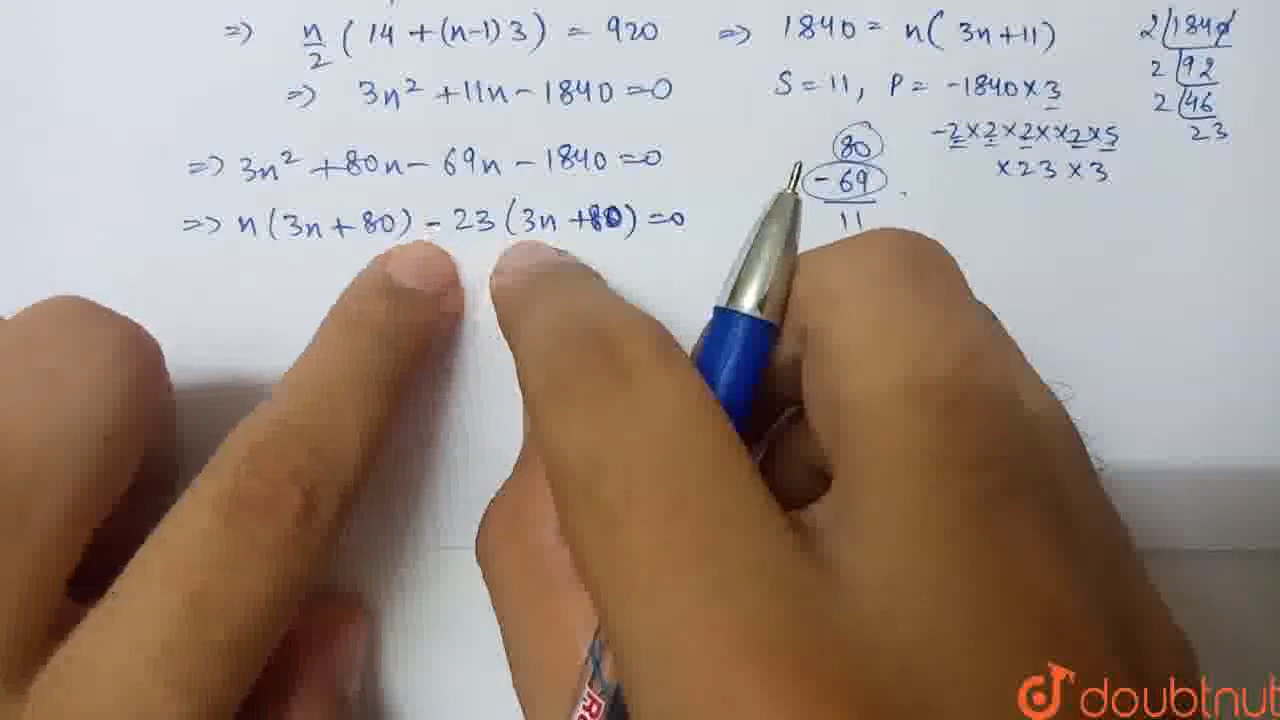 => n/2 ( 14 + (n-1) 3 ) = 920 => 1840 = n( 3n+11)
=> 3n² + 11n - 1840 = 0
S = 11, P = -1840 × 3
=> 3n² + 80n - 69n - 1840 = 0
=> n (3n + 80) - 23 (3n + 80) = 0
80
- 69
11
-2×2×2××2×5
×23 ×3
2 1840
2 92
2 46
23
doubtnut